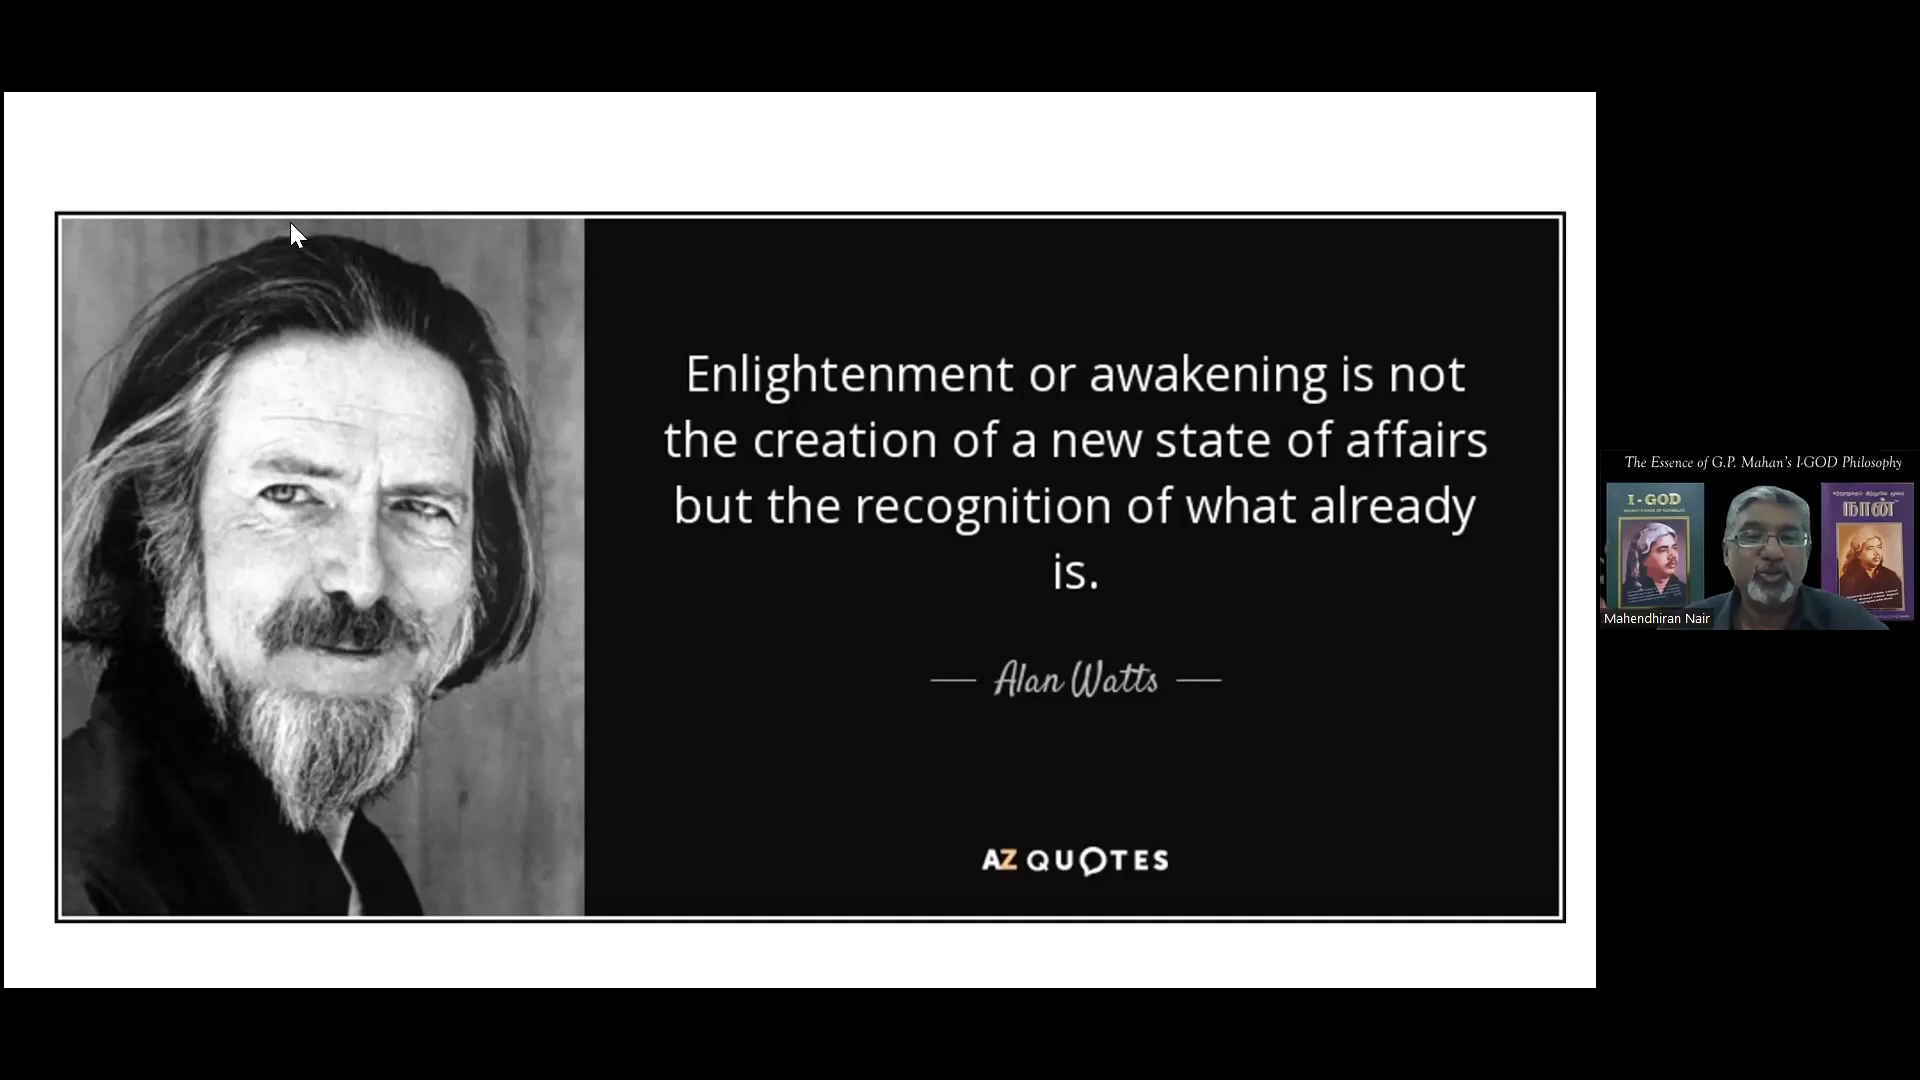 Enlightenment or awakening is not
the creation of a new state of affairs
but the recognition of what already
is.
Alan Watts
AZ QUOTES
The Essence of G.P. Mahan's I-GOD Philosophy
I-GOD
நான்
Mahendhiran Nair